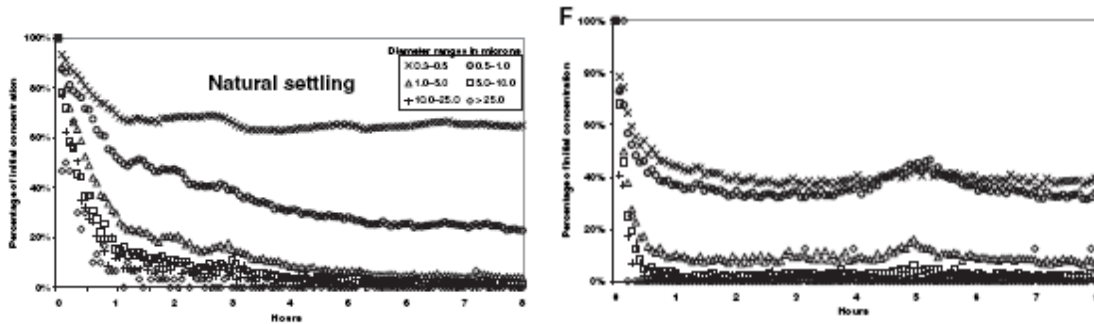 F
100%
80%
60%
40%
20%
0%
Percentage of initial concentration
Natural settling
Diameter ranges in microns
0.3–0.5
0.5–1.0
1.0–5.0
5.0–10.0
10.0–25.0
> 25.0
0 1 2 3 4 5 6 7 8
Hours
100%
80%
60%
40%
20%
0%
Percentage of initial concentration
0 1 2 3 4 5 6 7 8
Hours